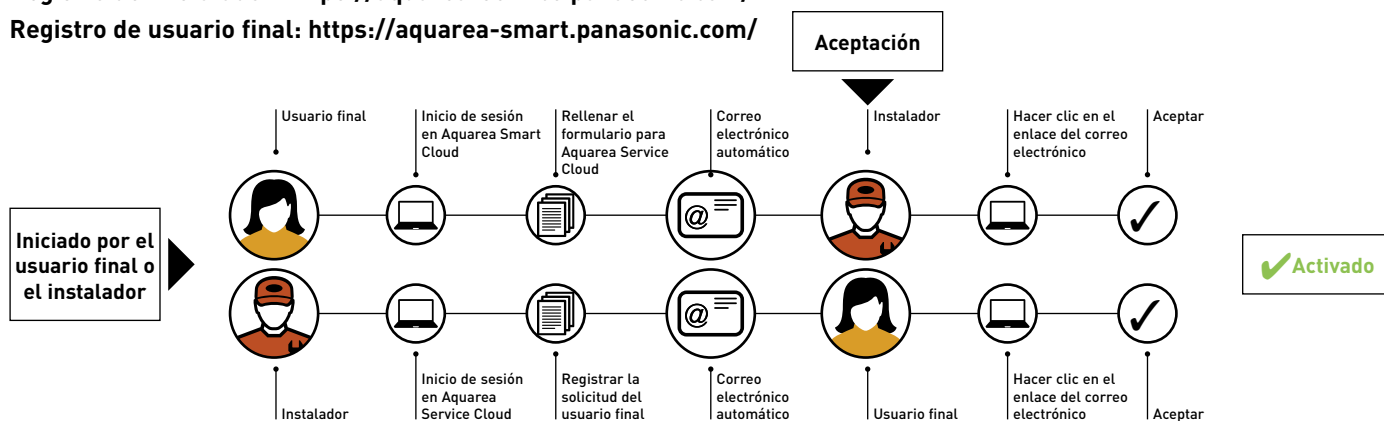 Registro de usuario final: https://aquarea-smart.panasonic.com/
Aceptación
Usuario final
Inicio de sesión
en Aquarea Smart
Cloud
Rellenar el
formulario para
Aquarea Service
Cloud
Correo
electrónico
automático
Instalador
Hacer clic en el
enlace del correo
electrónico
Aceptar
Iniciado por el
usuario final o
el instalador
@
@
Activado
Instalador
Inicio de sesión
en Aquarea
Service Cloud
Registrar la
solicitud del
usuario final
Correo
electrónico
automático
Usuario final
Hacer clic en el
enlace del correo
electrónico
Aceptar